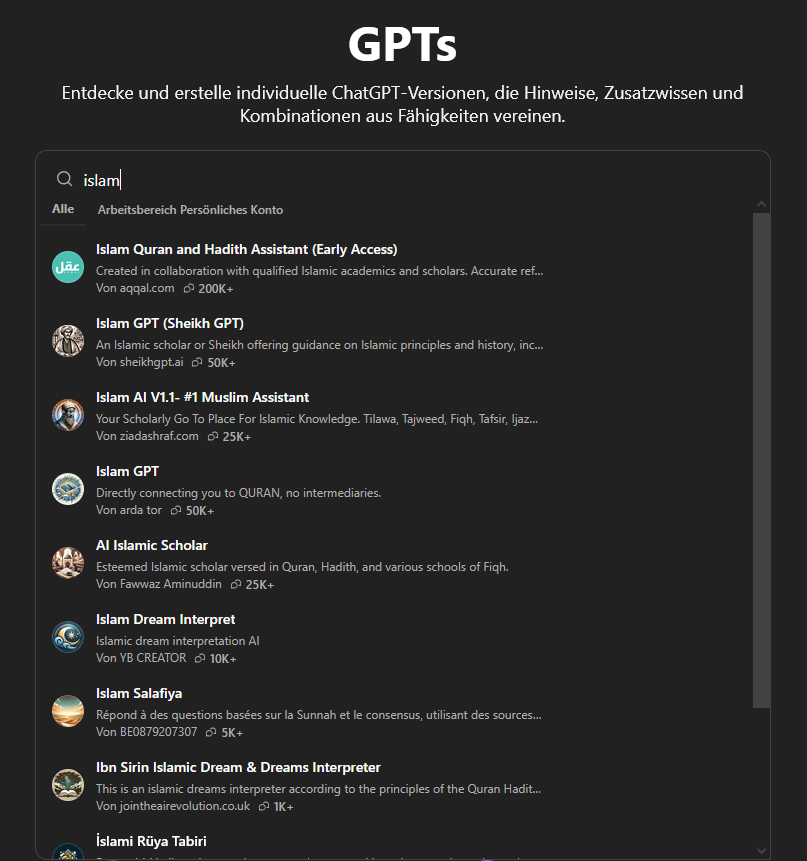 GPTs
Entdecke und erstelle individuelle ChatGPT-Versionen, die Hinweise, Zusatzwissen und
Kombinationen aus Fähigkeiten vereinen.
islam
Alle Arbeitsbereich Persönliches Konto
Islam Quran and Hadith Assistant (Early Access)
عقل
Created in collaboration with qualified Islamic academics and scholars. Accurate ref...
Von aqqal.com 200K+
Islam GPT (Sheikh GPT)
An Islamic scholar or Sheikh offering guidance on Islamic principles and history, inc...
Von sheikhgpt.ai 50K+
Islam AI V1.1- #1 Muslim Assistant
Your Scholarly Go To Place For Islamic Knowledge. Tilawa, Tajweed, Fiqh, Tafsir, Ijaz...
Von ziadashraf.com 25K+
Islam GPT
Directly connecting you to QURAN, no intermediaries.
Von arda tor 50K+
AI Islamic Scholar
Esteemed Islamic scholar versed in Quran, Hadith, and various schools of Fiqh.
Von Fawwaz Aminuddin 25K+
Islam Dream Interpret
Islamic dream interpretation AI
Von YB CREATOR 10K+
Islam Salafiya
Répond à des questions basées sur la Sunnah et le consensus, utilisant des sources...
Von BE0879207307 5K+
Ibn Sirin Islamic Dream & Dreams Interpreter
This is an islamic dreams interpreter according to the principles of the Quran Hadit...
Von jointheairevolution.co.uk 1K+
İslami Rüya Tabiri